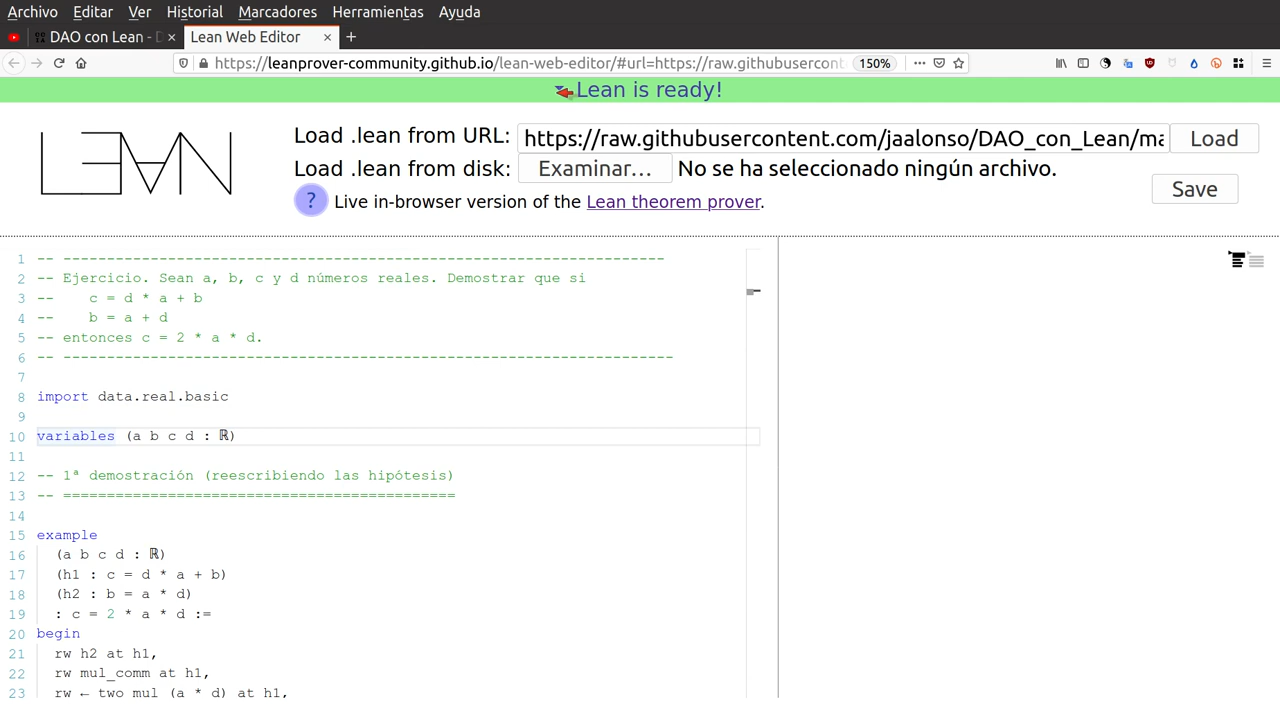 Archivo Editar Ver Historial Marcadores Herramientas Ayuda
DAO con Lean - D × Lean Web Editor × +
https://leanprover-community.github.io/lean-web-editor/#url=https://raw.githubusercont 150%
Lean is ready!
LEAN
Load .lean from URL: https://raw.githubusercontent.com/jaalonso/DAO_con_Lean/ma Load
Load .lean from disk: Examinar... No se ha seleccionado ningún archivo.
Save
? Live in-browser version of the Lean theorem prover.
1 -- ---------------------------------------------------------------------
2 -- Ejercicio. Sean a, b, c y d números reales. Demostrar que si
3 --    c = d * a + b
4 --    b = a + d
5 -- entonces c = 2 * a * d.
6 -- ----------------------------------------------------------------------
7
8 import data.real.basic
9
10 variables (a b c d : ℝ)
11
12 -- 1ª demostración (reescribiendo las hipótesis)
13 -- =============================================
14
15 example
16   (a b c d : ℝ)
17   (h1 : c = d * a + b)
18   (h2 : b = a * d)
19   : c = 2 * a * d :=
20 begin
21   rw h2 at h1,
22   rw mul_comm at h1,
23   rw ← two_mul (a * d) at h1,